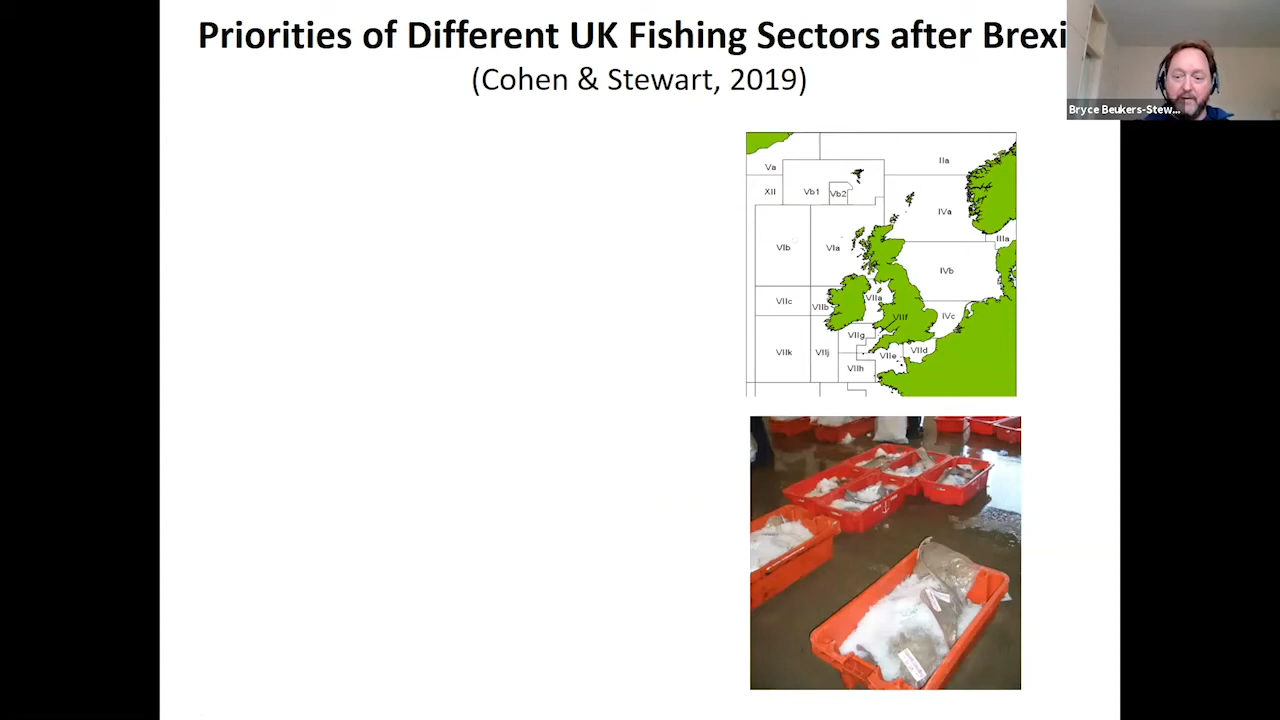 Priorities of Different UK Fishing Sectors after Brexi
(Cohen & Stewart, 2019)
Bryce Beukers-Stew...
IIa
Va
XII
Vb1
Vb2
IVa
IIIa
VIb
VIa
IVb
VIIc
VIIb
VIIa
VIIf
IVc
VIIg
VIIk
VIIj
VIIe
VIId
VIIh